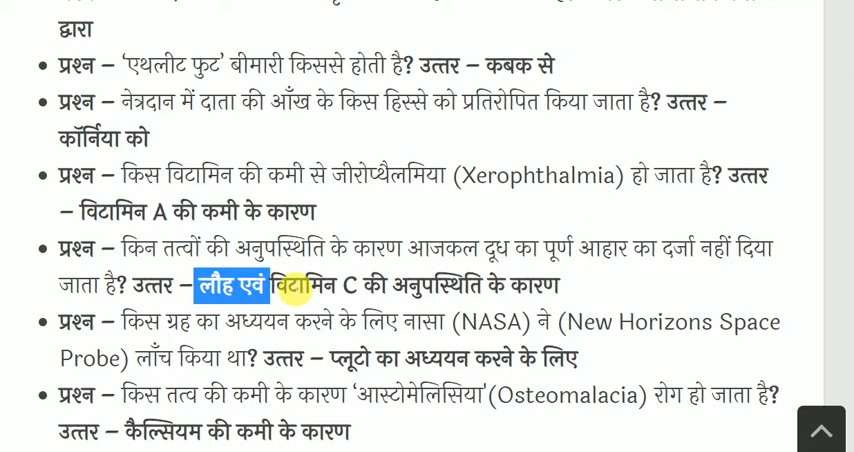 द्वारा
प्रश्न – ‘एथलीट फुट’ बीमारी किससे होती है? उत्तर – कबक से
प्रश्न – नेत्रदान में दाता की आँख के किस हिस्से को प्रतिरोपित किया जाता है? उत्तर –
कॉर्निया को
प्रश्न – किस विटामिन की कमी से जीरोप्थैलमिया (Xerophthalmia) हो जाता है? उत्तर
– विटामिन A की कमी के कारण
प्रश्न – किन तत्वों की अनुपस्थिति के कारण आजकल दूध का पूर्ण आहार का दर्जा नहीं दिया
जाता है? उत्तर – लौह एवं विटामिन C की अनुपस्थिति के कारण
प्रश्न – किस ग्रह का अध्ययन करने के लिए नासा (NASA) ने (New Horizons Space
Probe) लाँच किया था? उत्तर – प्लूटो का अध्ययन करने के लिए
प्रश्न – किस तत्व की कमी के कारण ‘आस्टोमेलिसिया'(Osteomalacia) रोग हो जाता है?
उत्तर – कैल्सियम की कमी के कारण